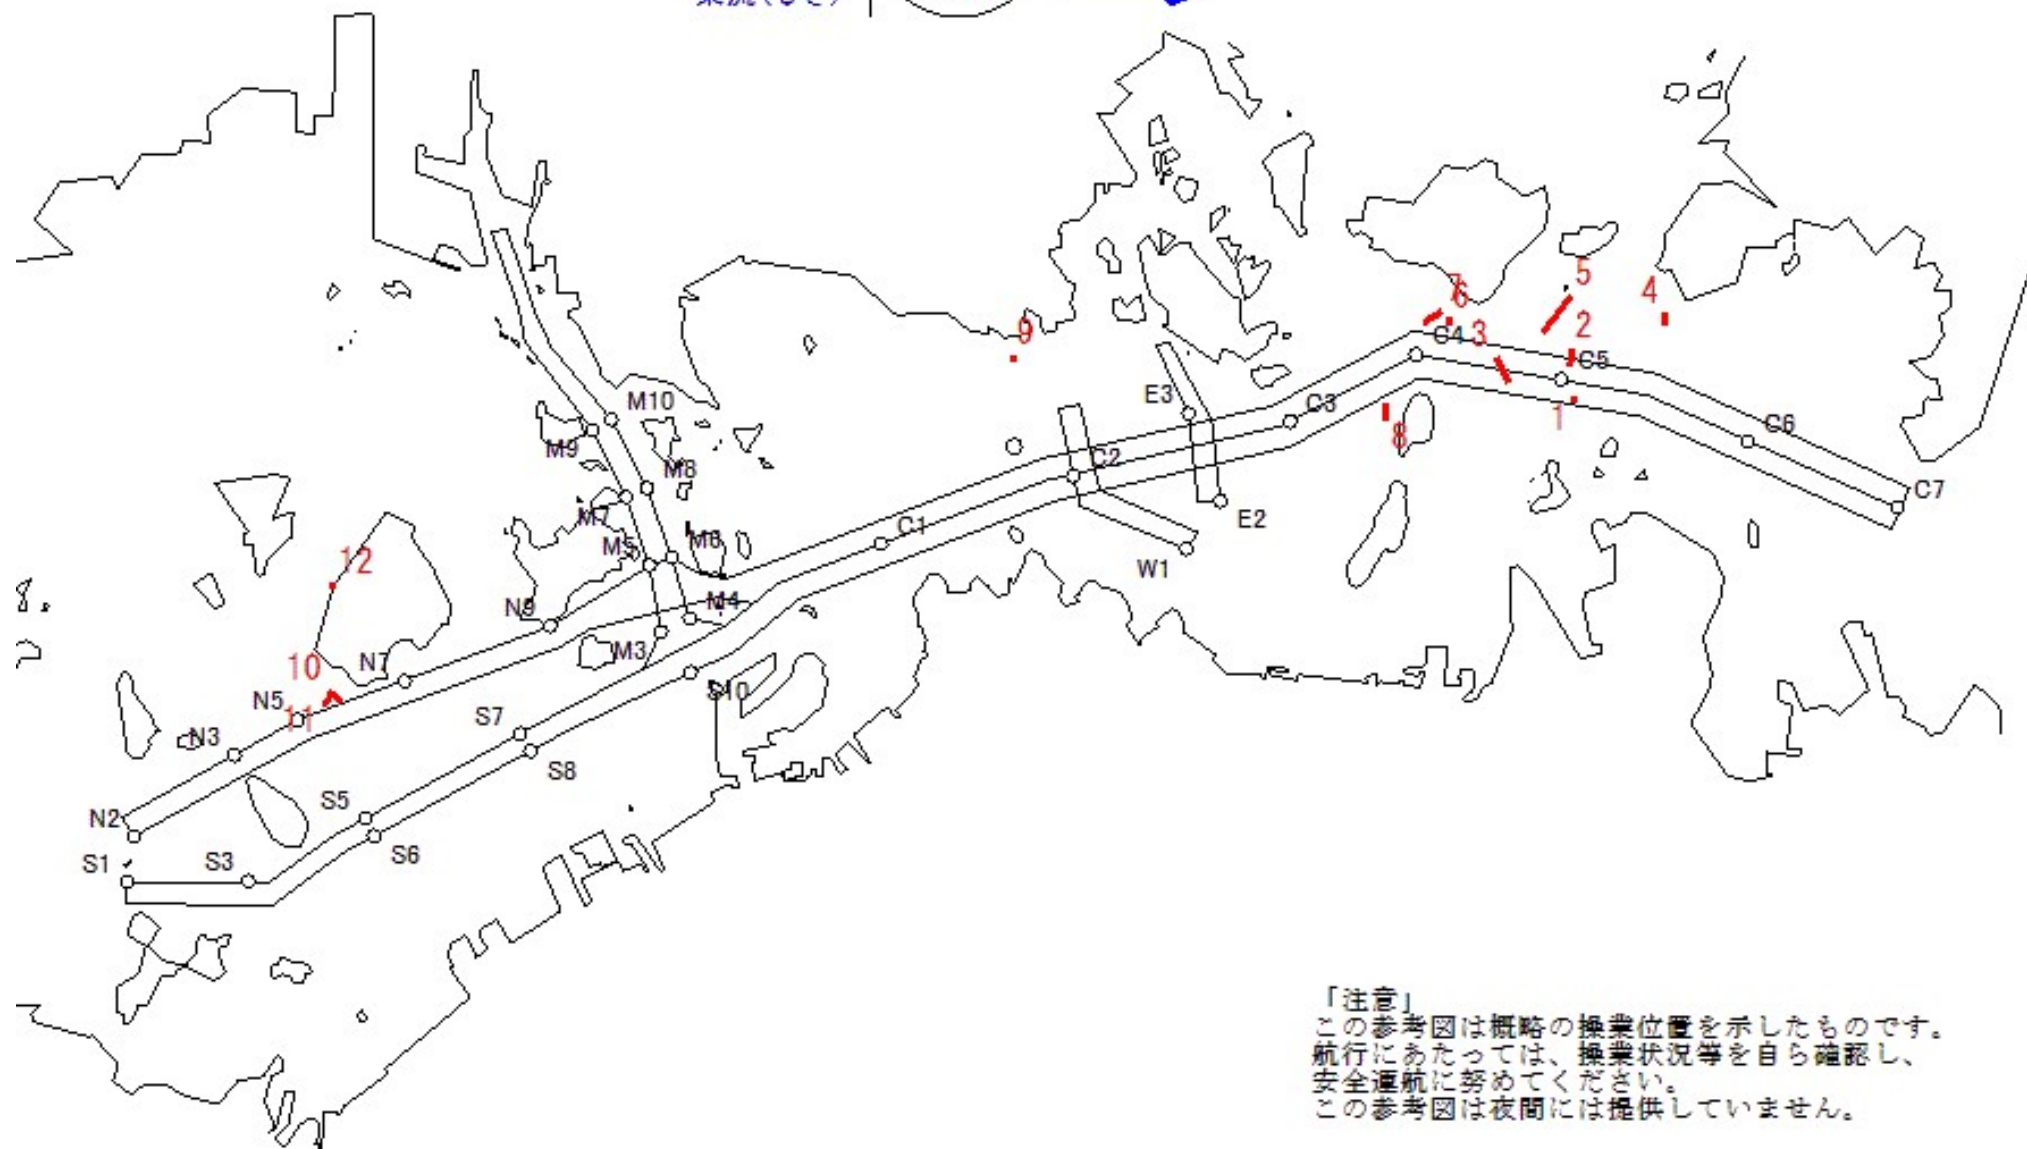 7
5
6
4
3
2
9
C4
C5
E3
M10
C3
1
8
C6
M9
M8
C2
C7
M7
E2
C1
M5
M6
W1
12
N9
M4
M3
10
N7
S10
N5
11
S7
N3
S8
S5
N2
S6
S1
S3
「注意」
この参考図は概略の操業位置を示したものです。
航行にあたっては、操業状況等を自ら確認し、
安全運航に努めてください。
この参考図は夜間には提供していません。